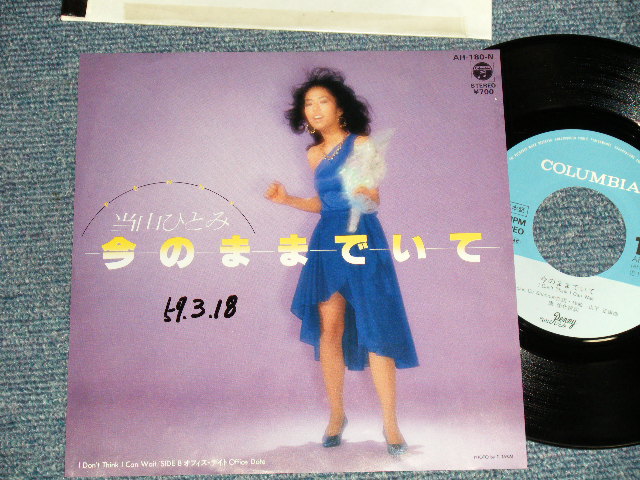 AH-180-N
STEREO
¥700
当山ひとみ
今のままでいて
59.3.18
I Don't Think I Can Wait / SIDE B オフィス・デイト Office Date
COLUMBIA
今のままでいて
Penny